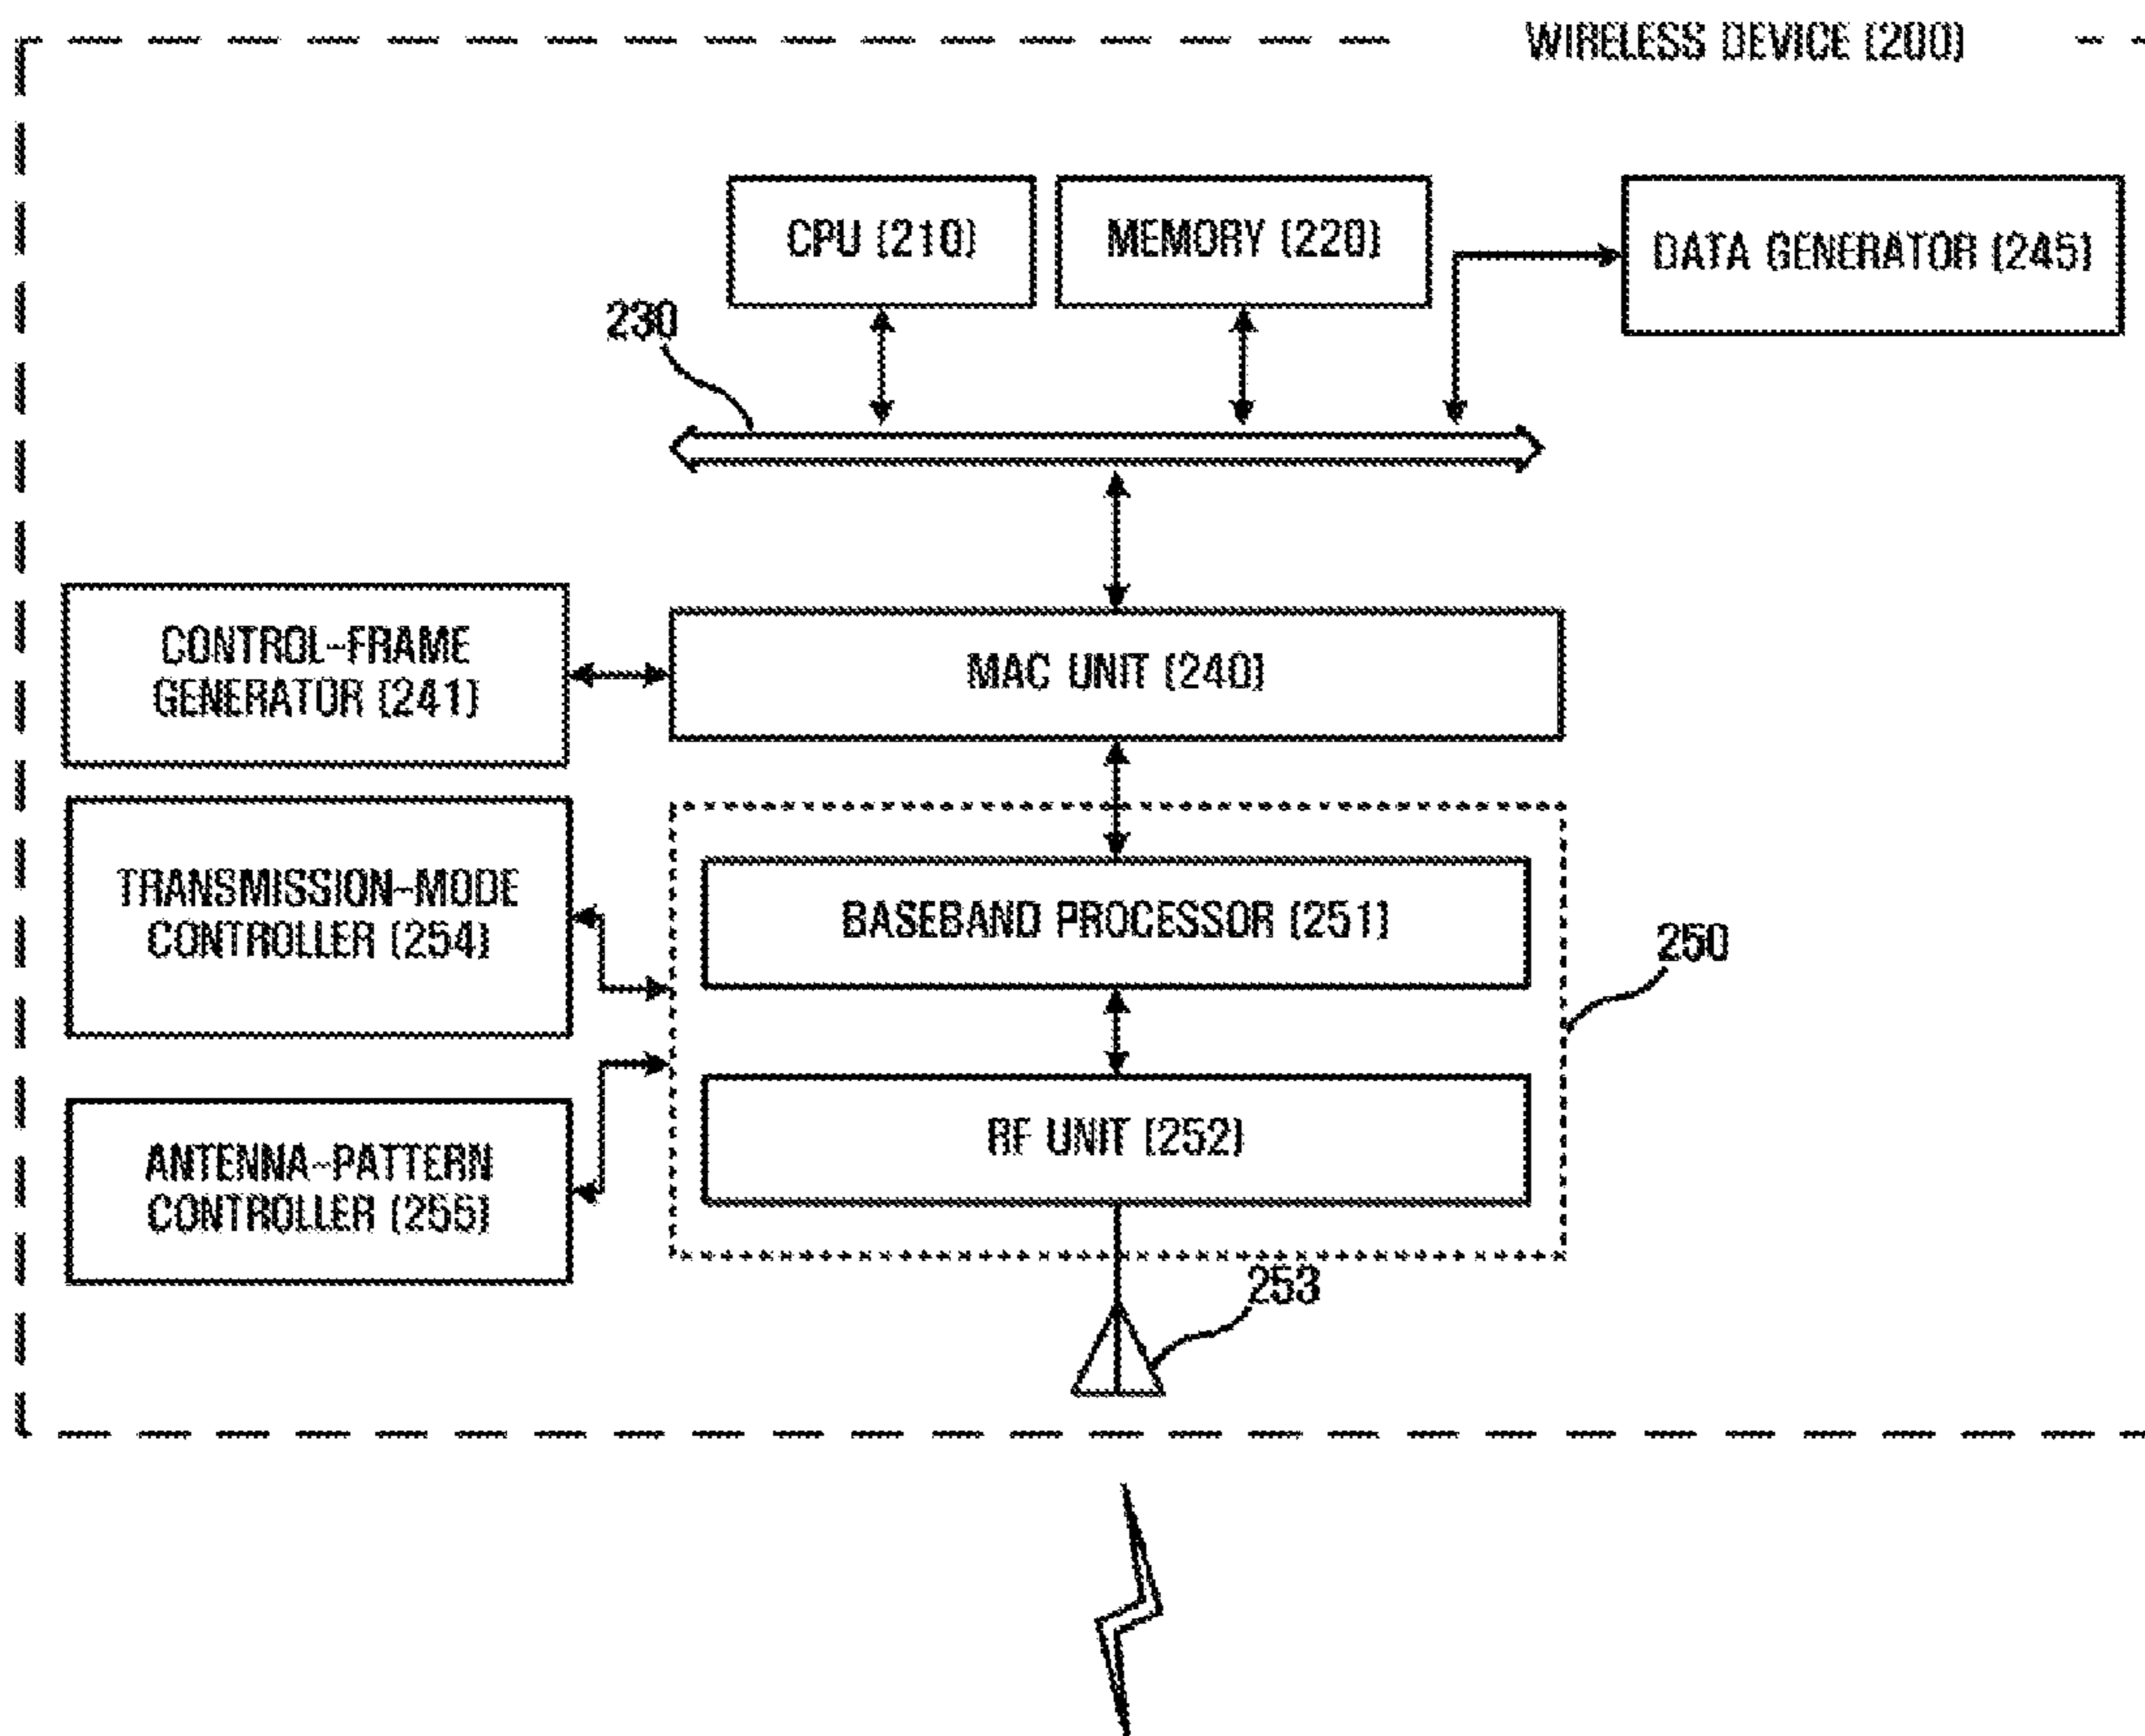 WIRELESS DEVICE (200)
CPU (210)
MEMORY (220)
DATA GENERATOR (245)
230
CONTROL-FRAME
GENERATOR (241)
MAC UNIT (240)
TRANSMISSION-MODE
CONTROLLER (254)
BASEBAND PROCESSOR (251)
250
RF UNIT (252)
ANTENNA-PATTERN
CONTROLLER (255)
253